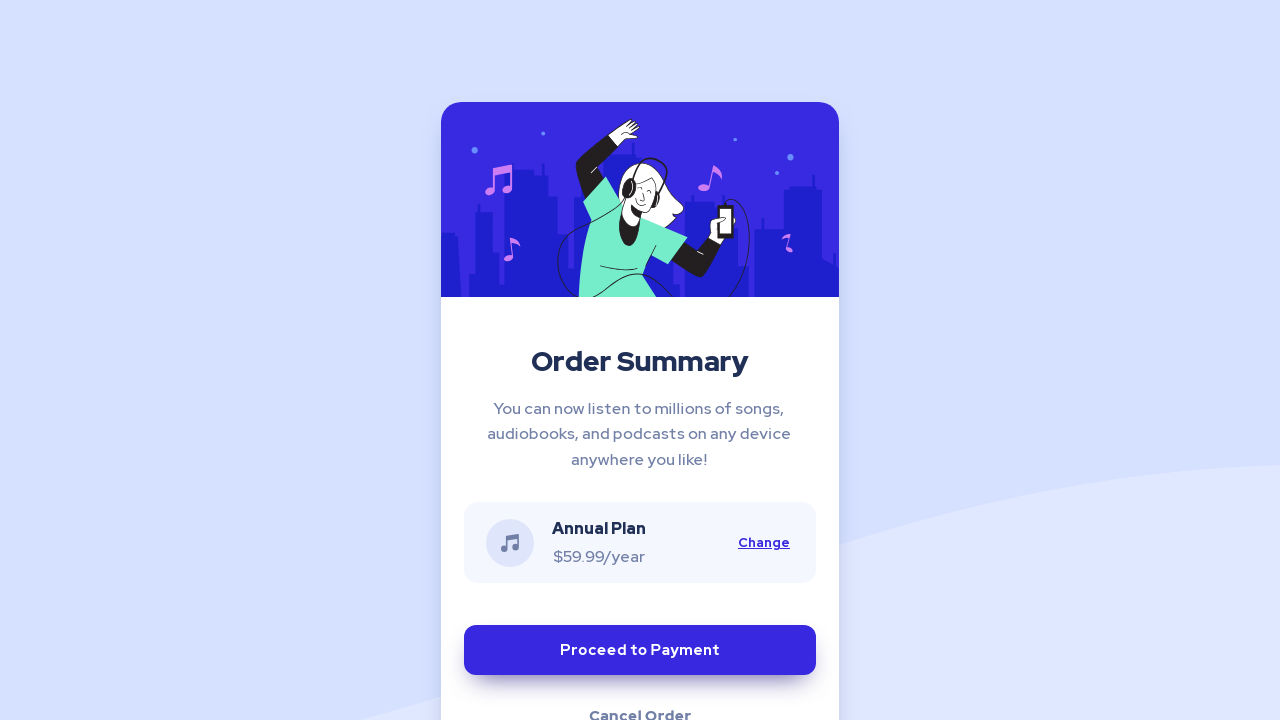 Order Summary
You can now listen to millions of songs,
audiobooks, and podcasts on any device
anywhere you like!
Annual Plan
$59.99/year
Change
Proceed to Payment
Cancel Order